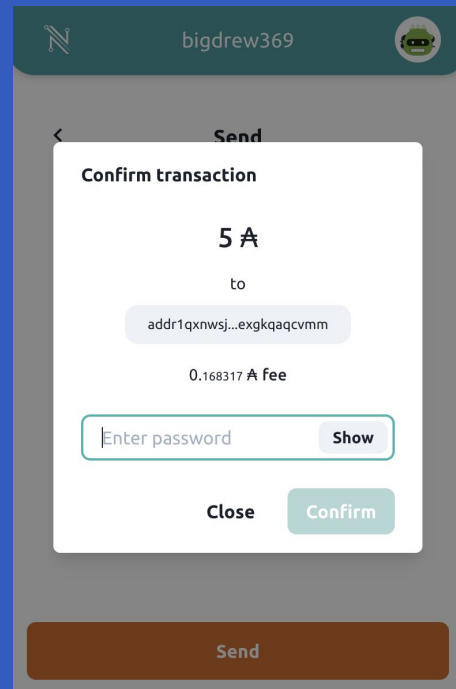 bigdrew369
Send
Confirm transaction
5 ₳
to
addr1qxnwsj...exgkqaqcvmm
0.168317 ₳ fee
Enter password
Show
Close
Confirm
Send